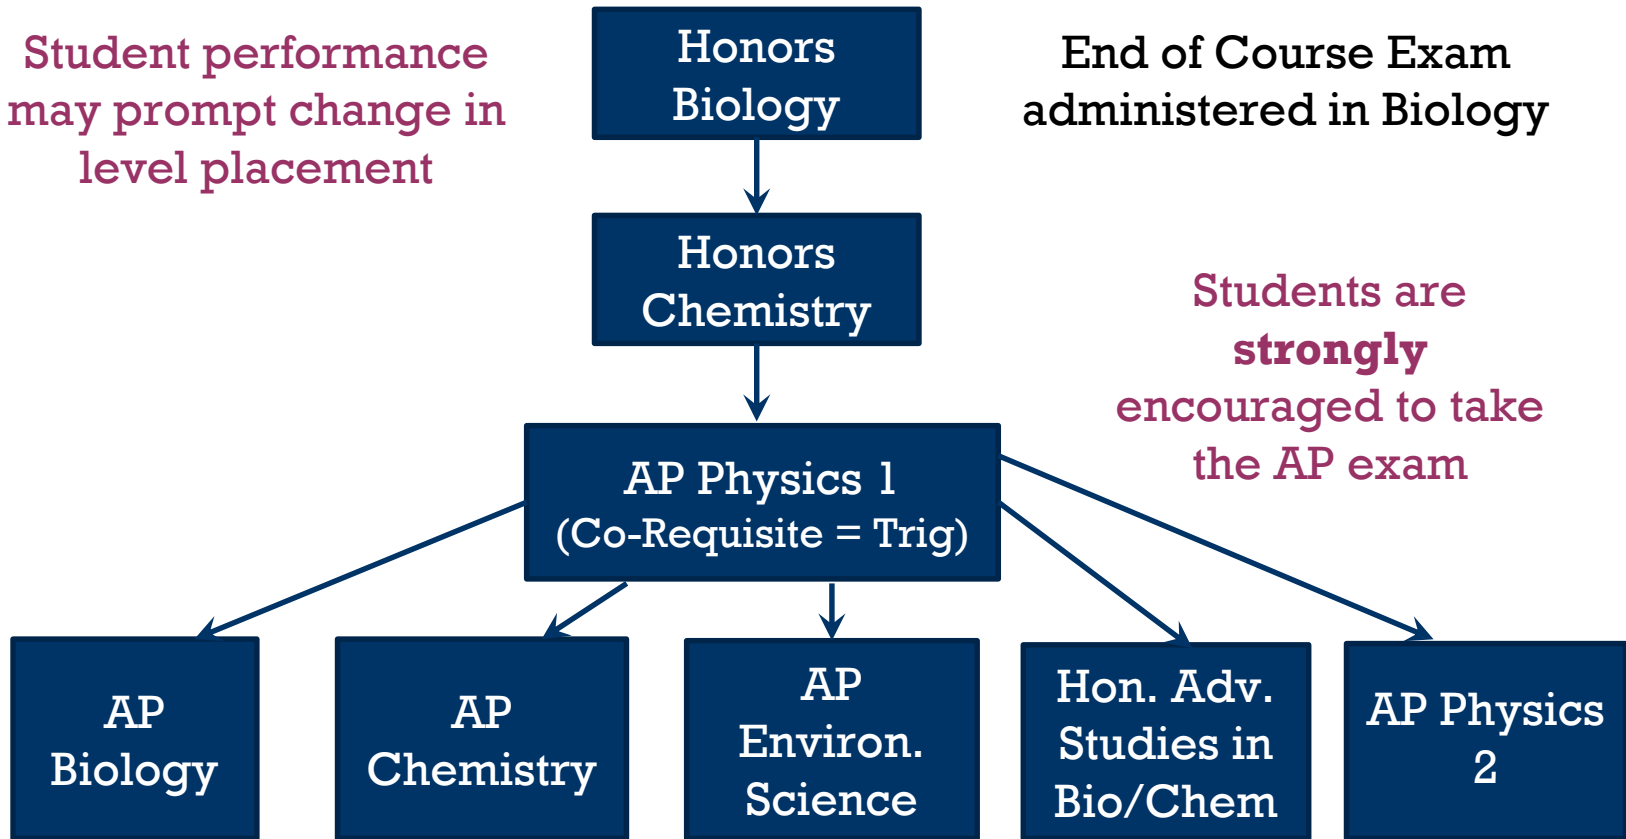 Student performance
may prompt change in
level placement
Honors
Biology
End of Course Exam
administered in Biology
Honors
Chemistry
Students are
strongly
encouraged to take
the AP exam
AP Physics 1
(Co-Requisite = Trig)
AP
Biology
AP
Chemistry
AP
Environ.
Science
Hon. Adv.
Studies in
Bio/Chem
AP Physics
2